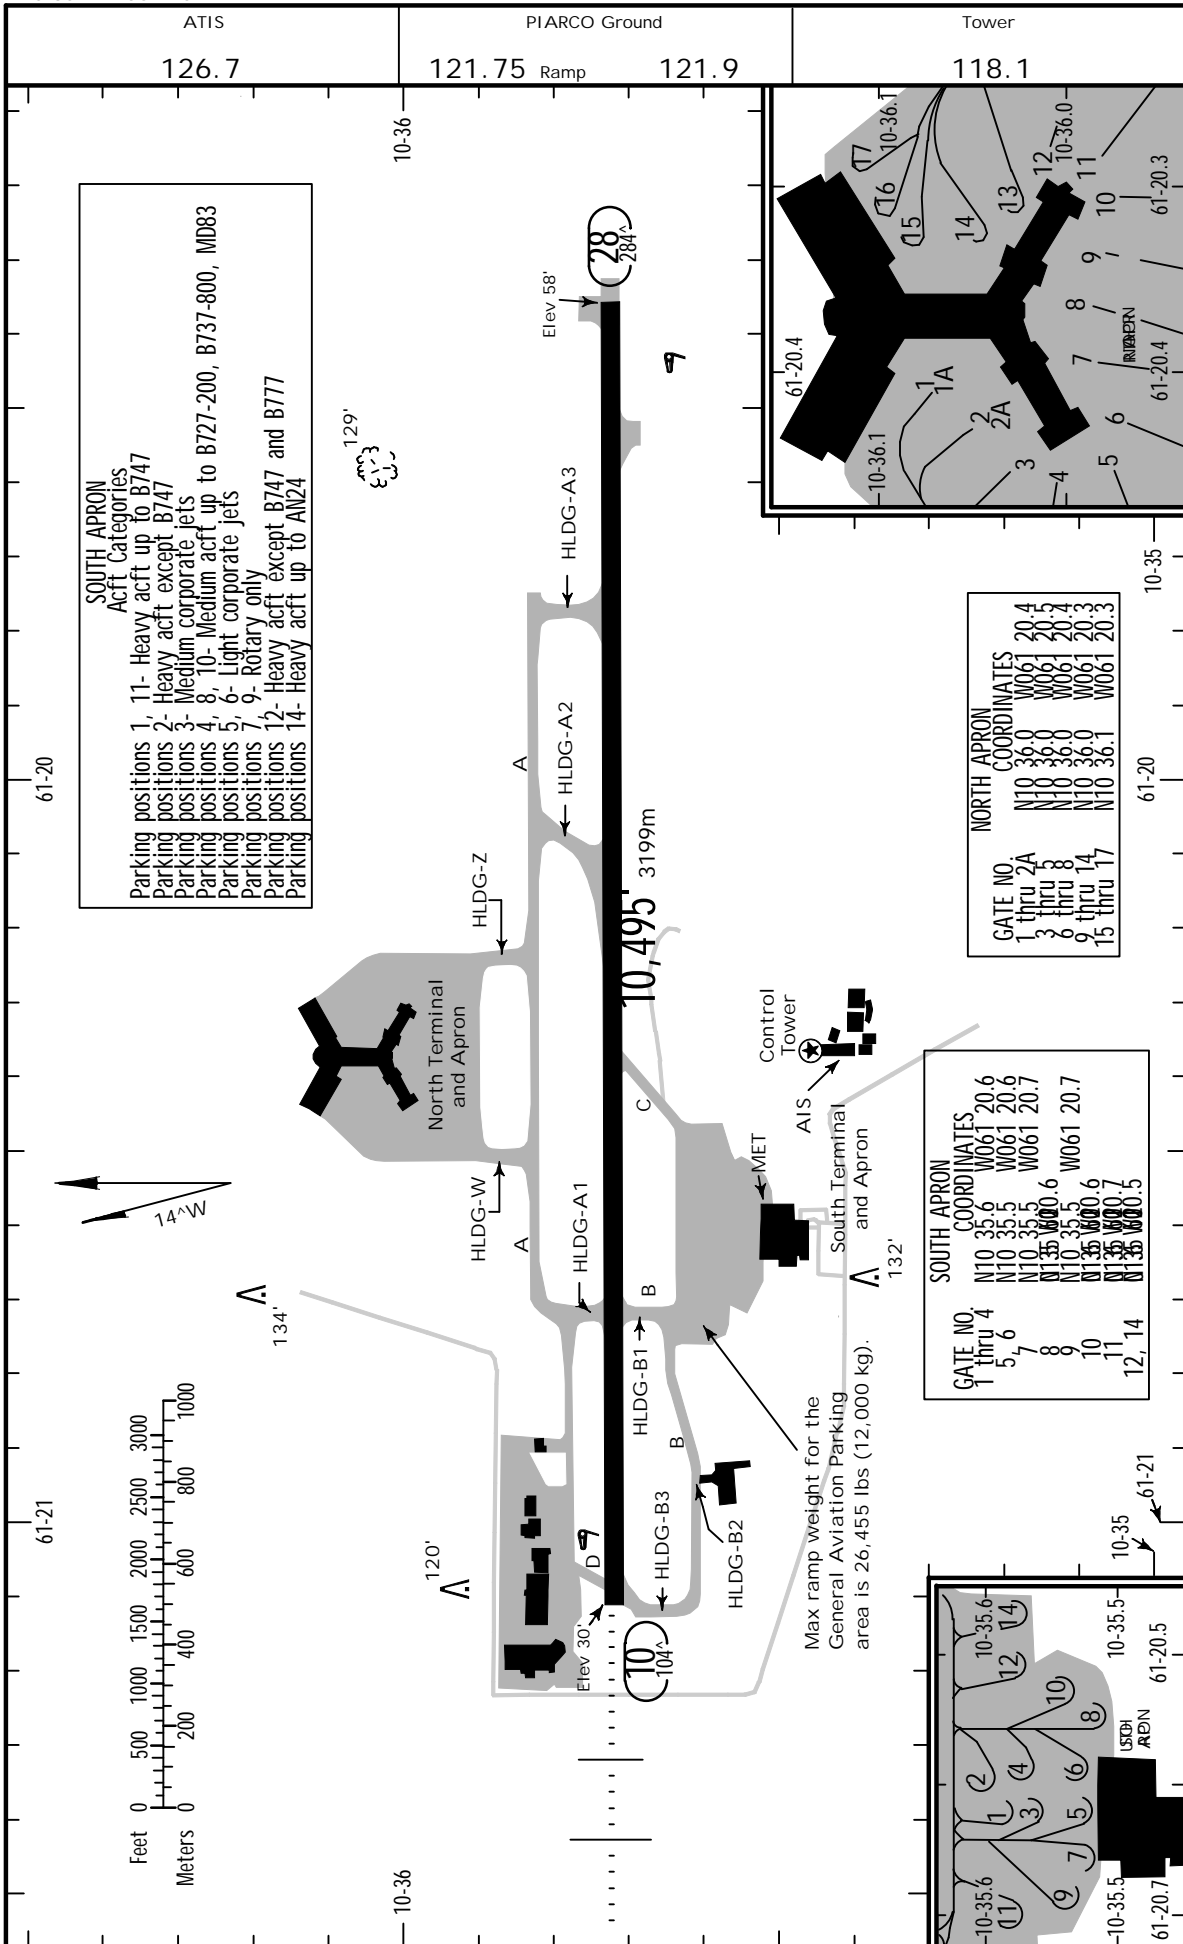 ATIS
126.7
PIARCO Ground
121.75 Ramp 121.9
Tower
118.1
SOUTH APRON
Acft Categories
Parking positions 1, 11- Heavy acft up to B747
Parking positions 2- Heavy acft except B747
Parking positions 3- Medium corporate jets
Parking positions 4, 8, 10- Medium acft up to B727-200, B737-800, MD83
Parking positions 5, 6- Light corporate jets
Parking positions 7, 9- Rotary only
Parking positions 12- Heavy acft except B747 and B777
Parking positions 14- Heavy acft up to AN24
61-20
61-21
10-36
10-36
129'
Elev 58'
28
284^
HLDG-A3
HLDG-A2
A
HLDG-Z
North Terminal
and Apron
HLDG-W
A
HLDG-A1
14^W
134'
120'
Feet 0 500 1000 1500 2000 2500 3000
Meters 0 200 400 600 800 1000
10,495' 3199m
C
B
HLDG-B1
B
HLDG-B2
HLDG-B3
D
Elev 30'
10
104^
Control
Tower
AIS
MET
South Terminal
and Apron
132'
Max ramp weight for the
General Aviation Parking
area is 26,455 lbs (12,000 kg).
NORTH APRON
GATE NO. COORDINATES
1 thru 2A N10 36.0 W061 20.4
3 thru 5 N10 36.0 W061 20.5
6 thru 8 N10 36.0 W061 20.4
9 thru 14 N10 36.0 W061 20.3
15 thru 17 N10 36.1 W061 20.3
SOUTH APRON
GATE NO. COORDINATES
1 thru 4 N10 35.6 W061 20.6
5, 6 N10 35.5 W061 20.6
7 N10 35.5 W061 20.7
8
9 N10 35.5 W061 20.7
10
11
12, 14
10-35
61-20
10-35
61-21
61-20.4
10-36.1
10-36.1
10-36.0
61-20.3
61-20.4
1
1A
2
2A
3
4
5
6
7
8
9
10
11
12
13
14
15
16
17
10-35.6
10-35.6
10-35.5
10-35.5
61-20.5
61-20.7
1
2
3
4
5
6
7
8
9
10
11
12
14